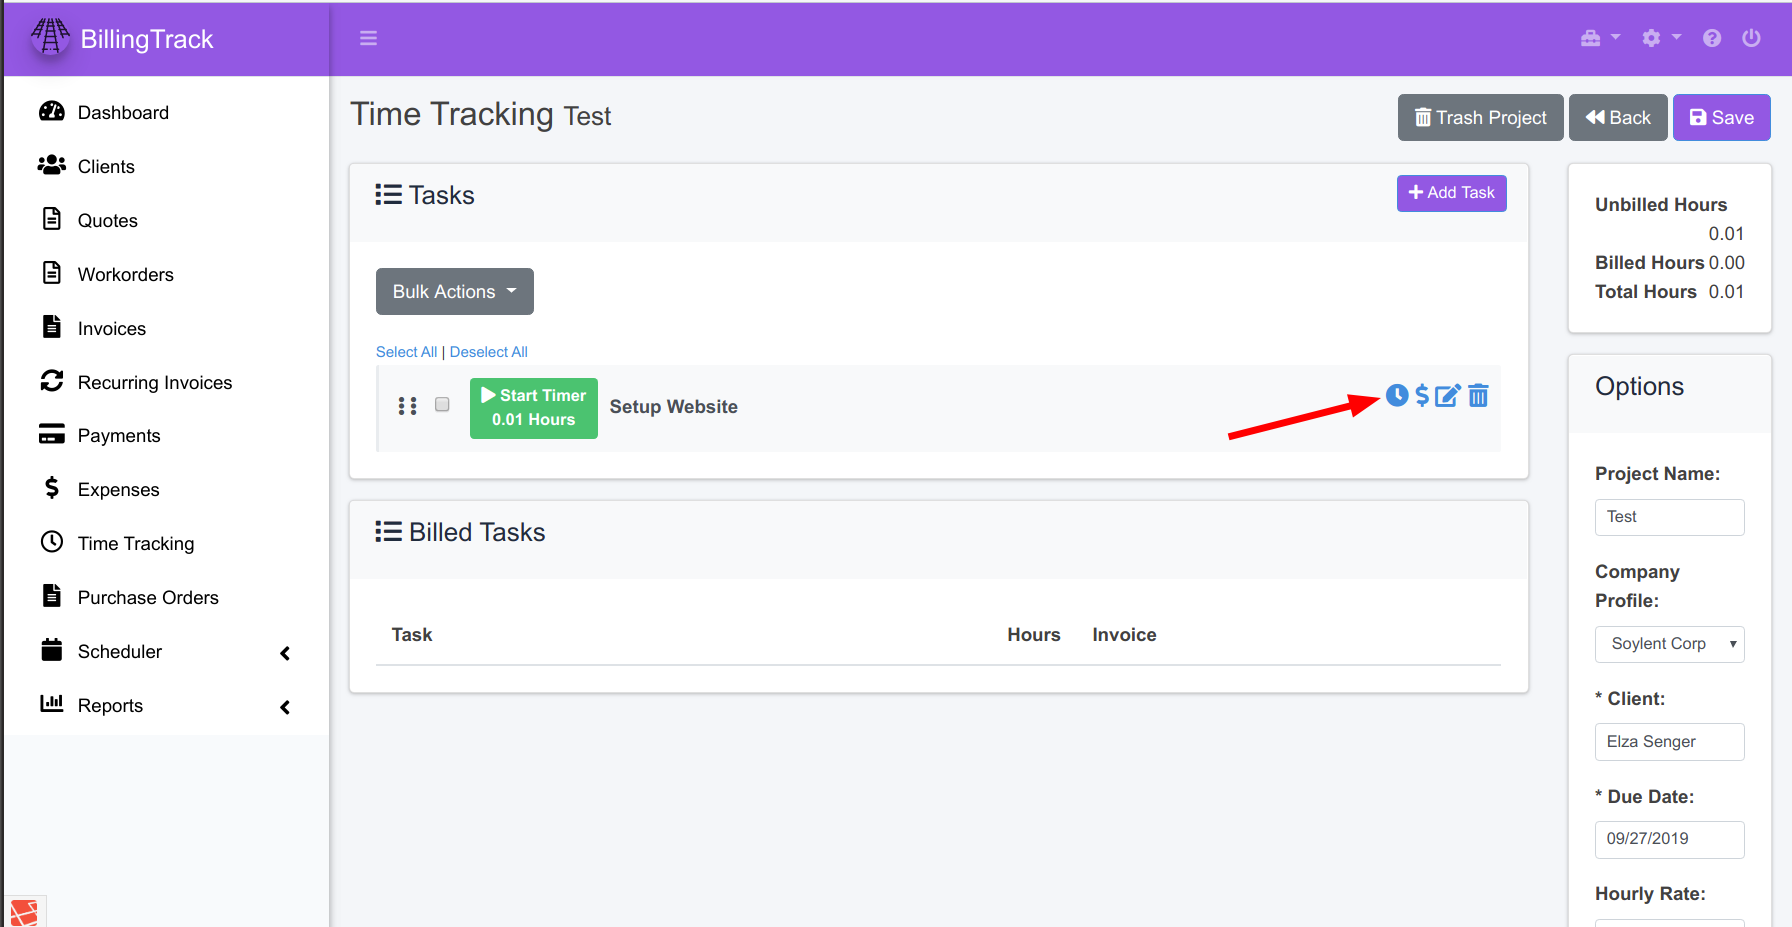 BillingTrack
Dashboard
Clients
Quotes
Workorders
Invoices
Recurring Invoices
Payments
Expenses
Time Tracking
Purchase Orders
Scheduler
Reports
Time Tracking Test
Trash Project
Back
Save
Tasks
Add Task
Bulk Actions
Select All | Deselect All
Start Timer
0.01 Hours
Setup Website
Billed Tasks
Task Hours Invoice
Unbilled Hours
0.01
Billed Hours 0.00
Total Hours 0.01
Options
Project Name:
Test
Company
Profile:
Soylent Corp
* Client:
Elza Senger
* Due Date:
09/27/2019
Hourly Rate: